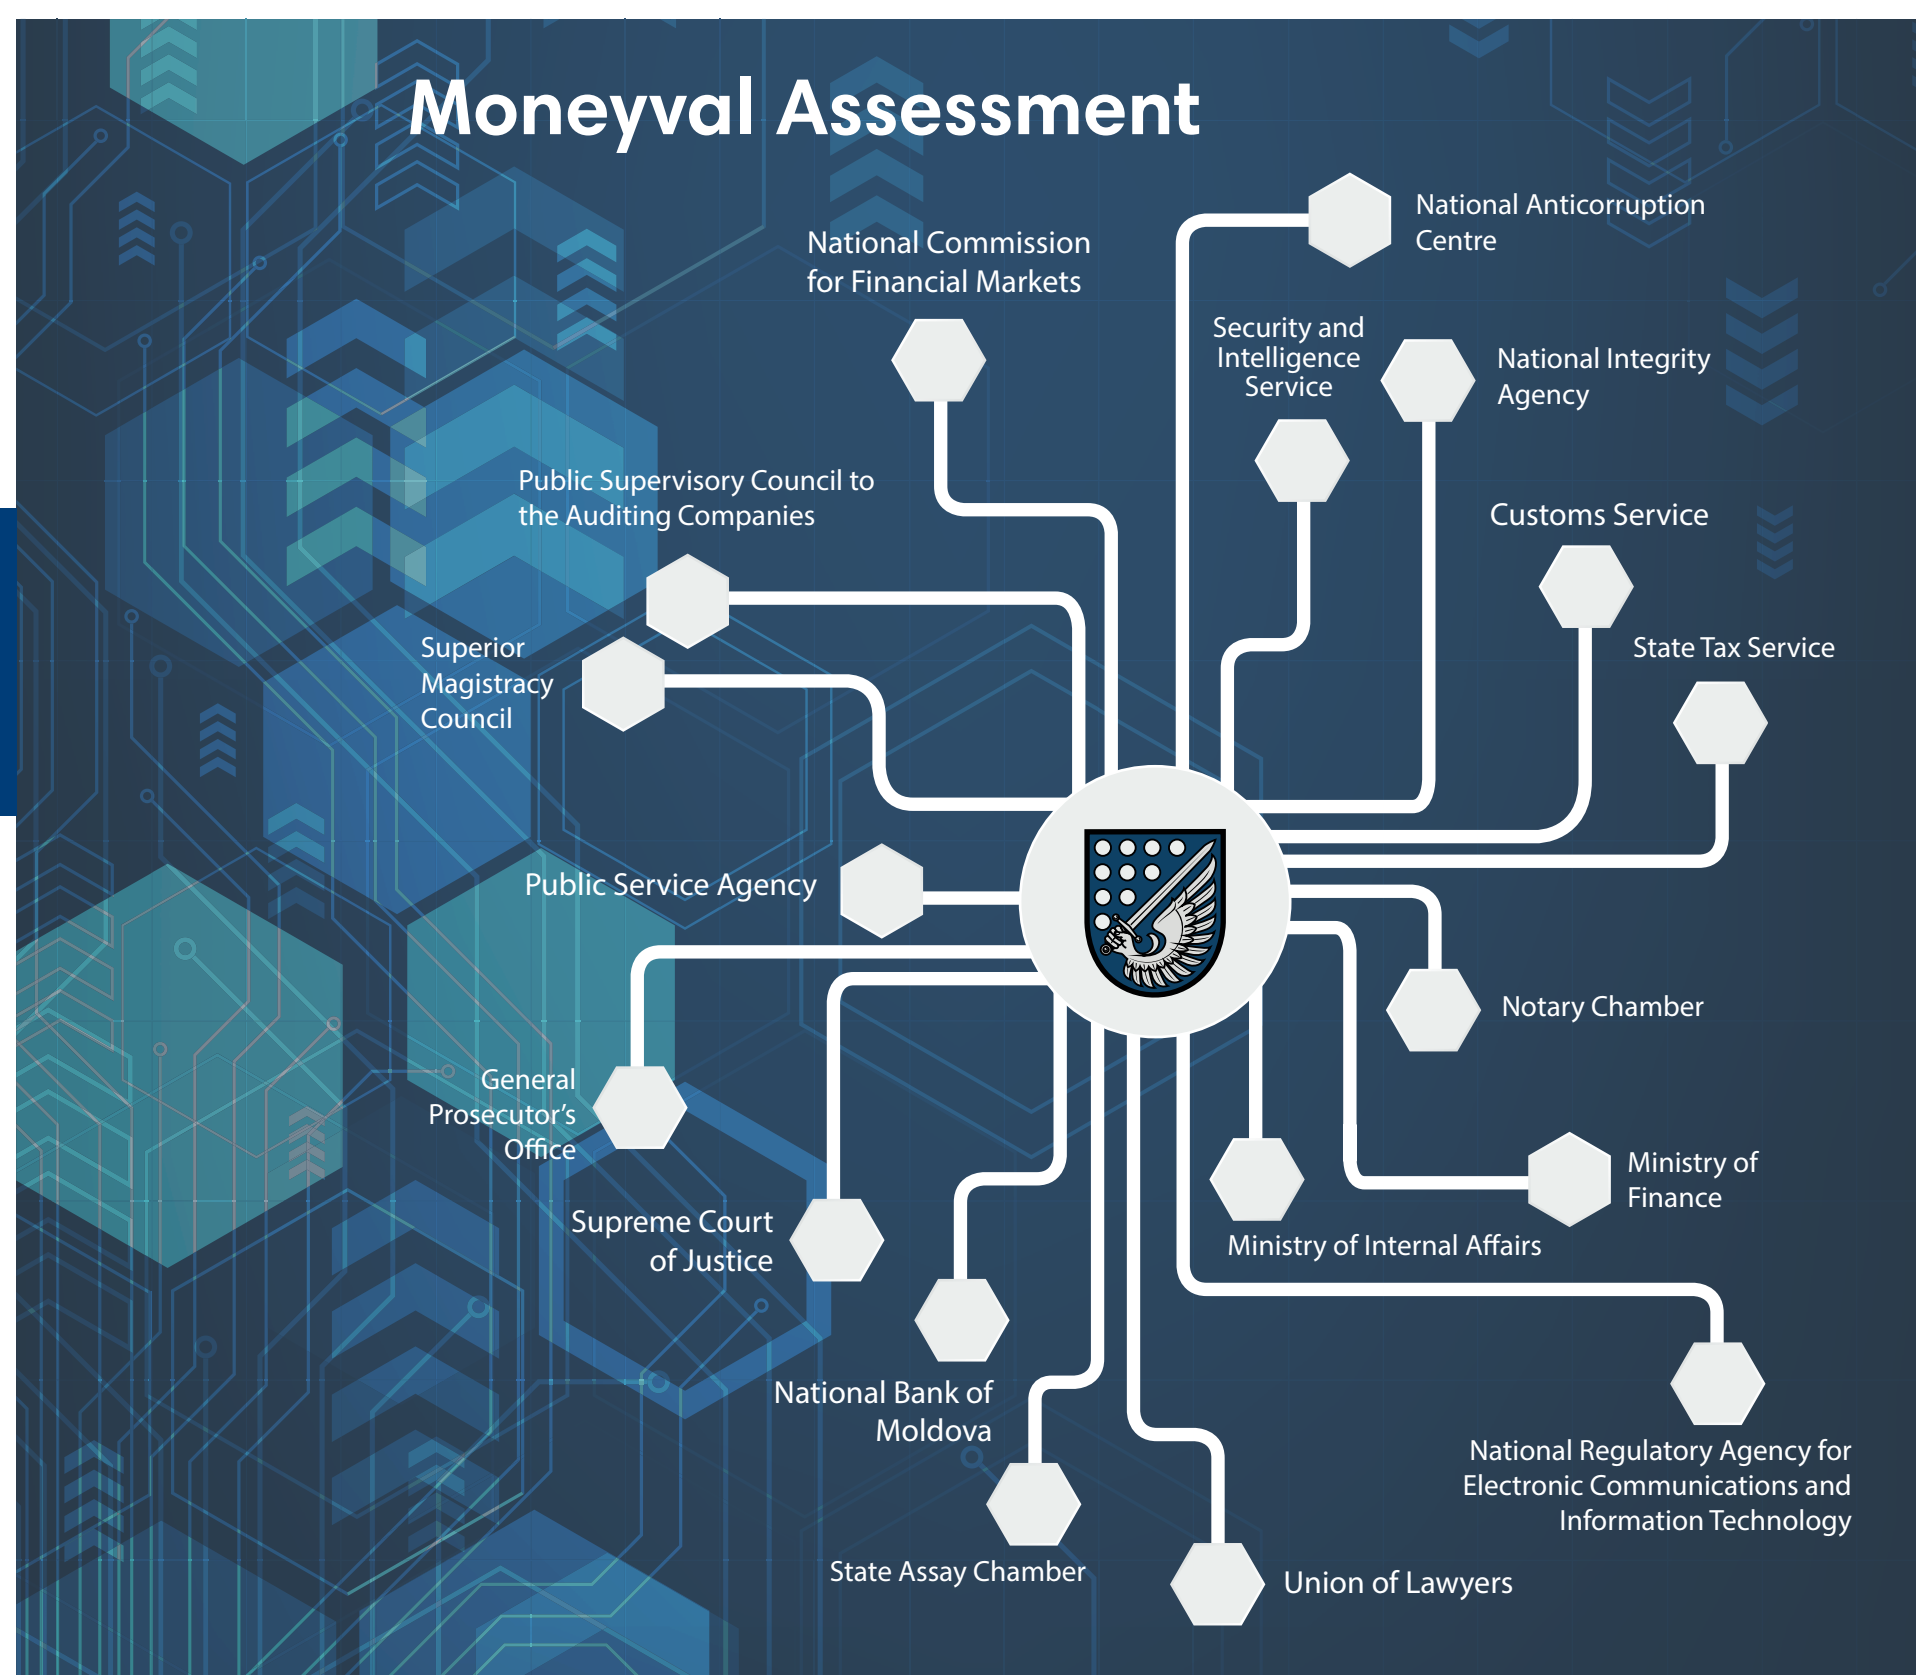 Moneyval Assessment
National Anticorruption
Centre
National Commission
for Financial Markets
Security and
Intelligence
Service
National Integrity
Agency
Public Supervisory Council to
the Auditing Companies
Customs Service
Superior
Magistracy
Council
State Tax Service
Public Service Agency
Notary Chamber
General
Prosecutor's
Office
Ministry of
Finance
Supreme Court
of Justice
Ministry of Internal Affairs
National Bank of
Moldova
National Regulatory Agency for
Electronic Communications and
Information Technology
State Assay Chamber
Union of Lawyers